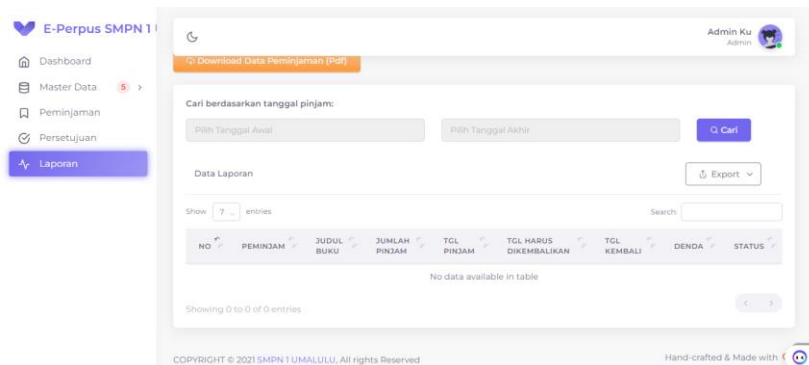 E-Perpus SMPN 1
Admin Ku
Admin
Dashboard
Master Data 5
Peminjaman
Persetujuan
Laporan
Download Data Peminjaman (Pdf)
Cari berdasarkan tanggal pinjam:
Pilih Tanggal Awal Pilih Tanggal Akhir Cari
Data Laporan Export
Show 7 entries Search:
NO PEMINJAM JUDUL BUKU JUMLAH PINJAM TGL PINJAM TGL HARUS DIKEMBALIKAN TGL KEMBALI DENDA STATUS
No data available in table
Showing 0 to 0 of 0 entries
COPYRIGHT © 2021 SMPN 1 UMALULU, All rights Reserved Hand-crafted & Made with